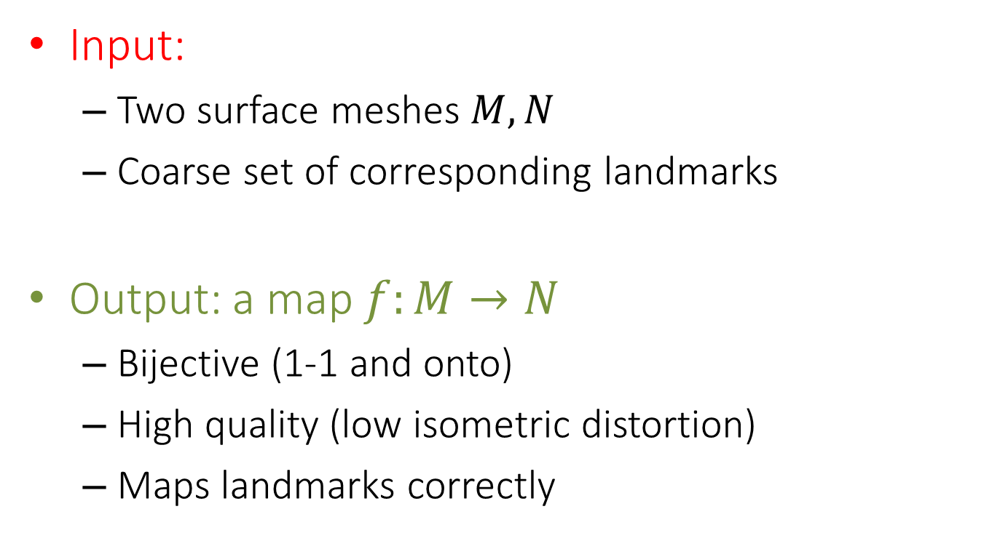 • Input:
– Two surface meshes 𝑀, 𝑁
– Coarse set of corresponding landmarks
• Output: a map 𝑓: 𝑀 → 𝑁
– Bijective (1-1 and onto)
– High quality (low isometric distortion)
– Maps landmarks correctly